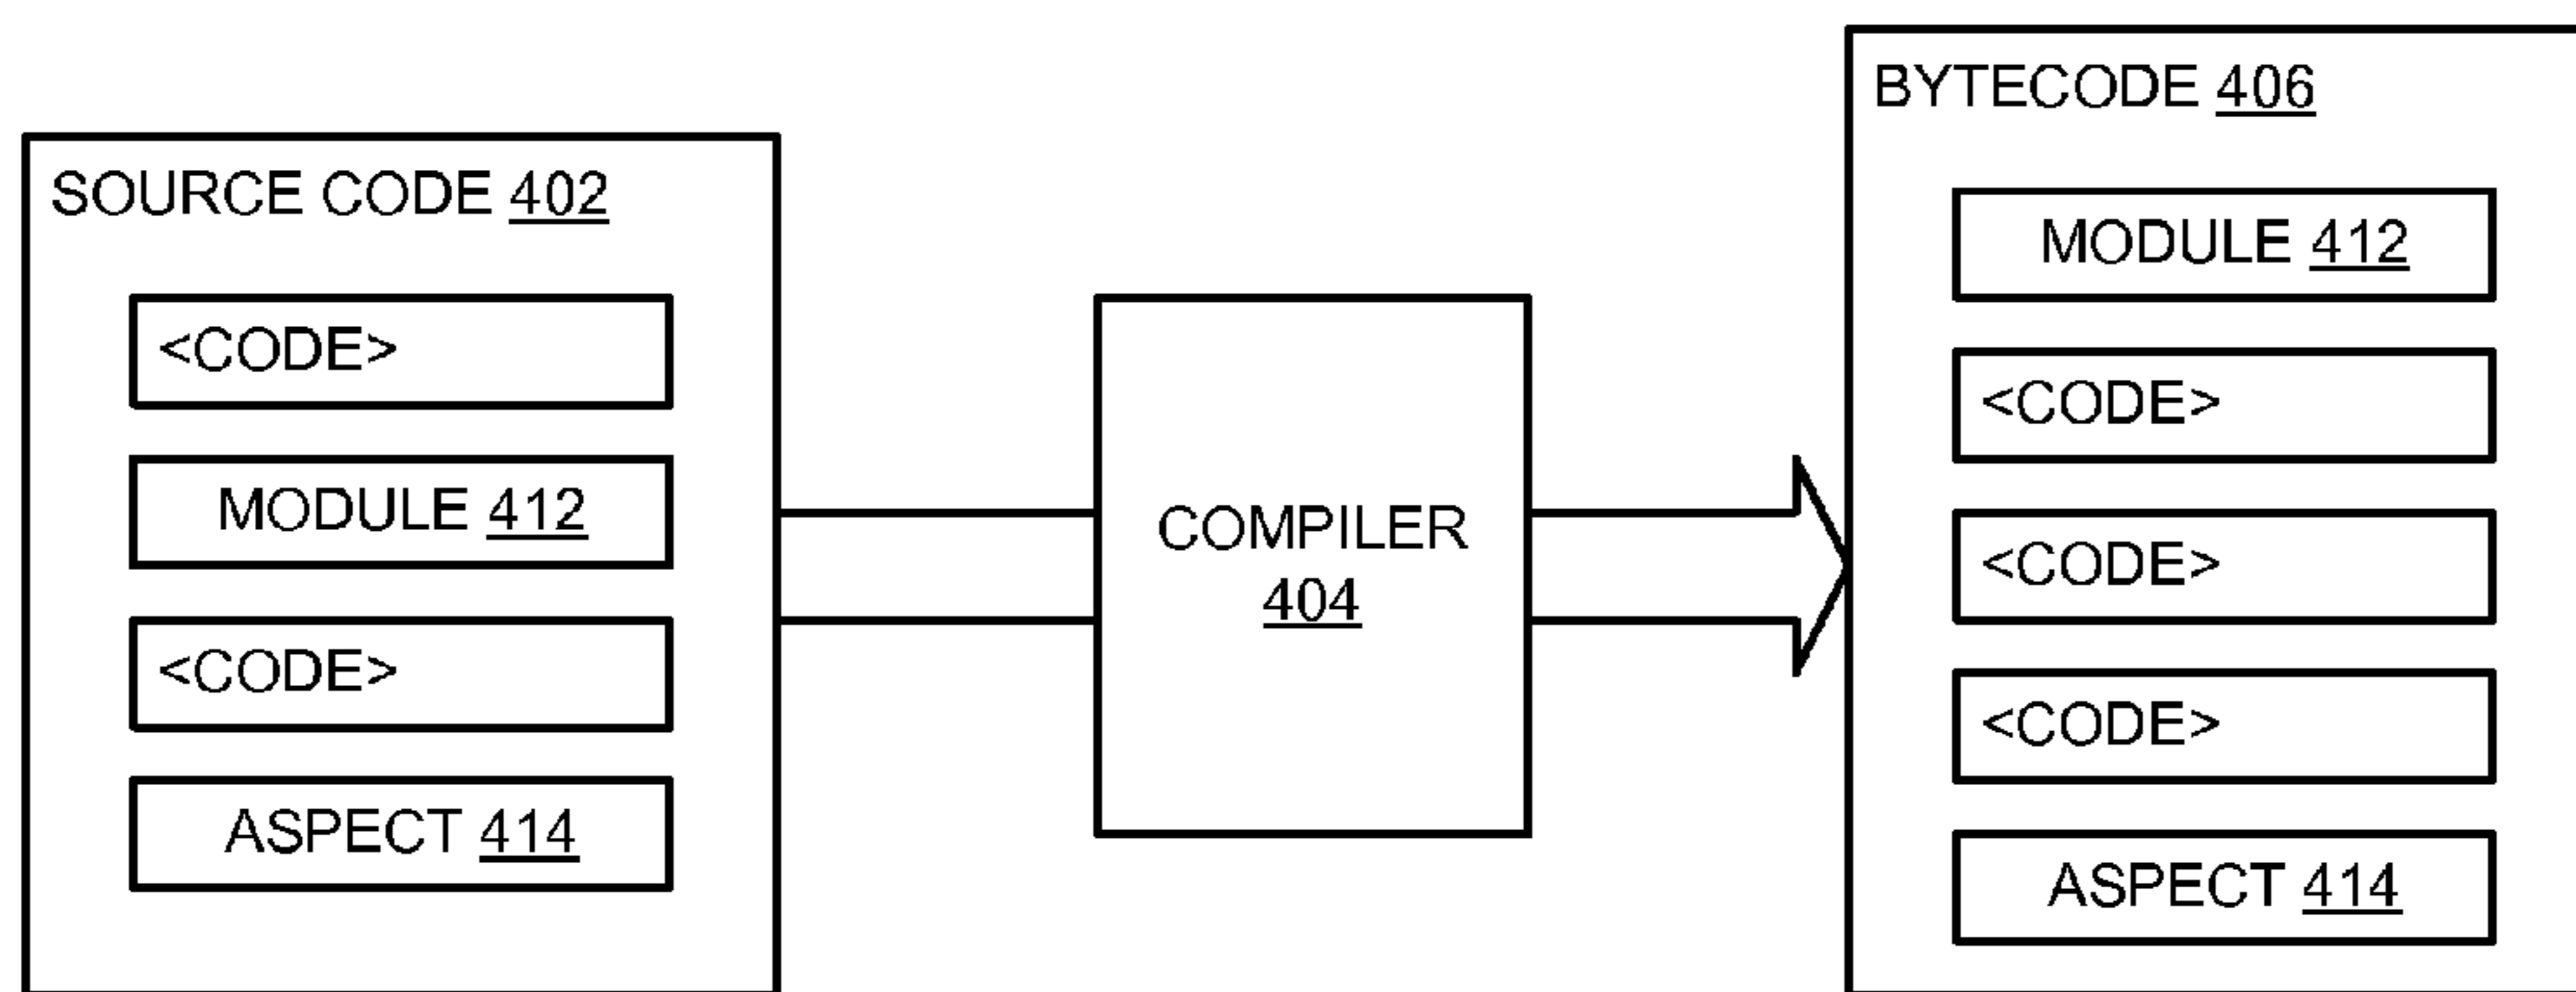 SOURCE CODE 402
<CODE>
MODULE 412
<CODE>
ASPECT 414
COMPILER
404
BYTECODE 406
MODULE 412
<CODE>
<CODE>
<CODE>
ASPECT 414